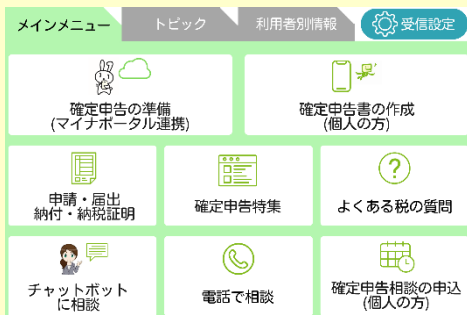 メインメニュー
トピック
利用者別情報
受信設定
確定申告の準備
(マイナポータル連携)
確定申告書の作成
(個人の方)
申請・届出
納付・納税証明
確定申告特集
よくある税の質問
チャットボット
に相談
電話で相談
確定申告相談の申込
(個人の方)